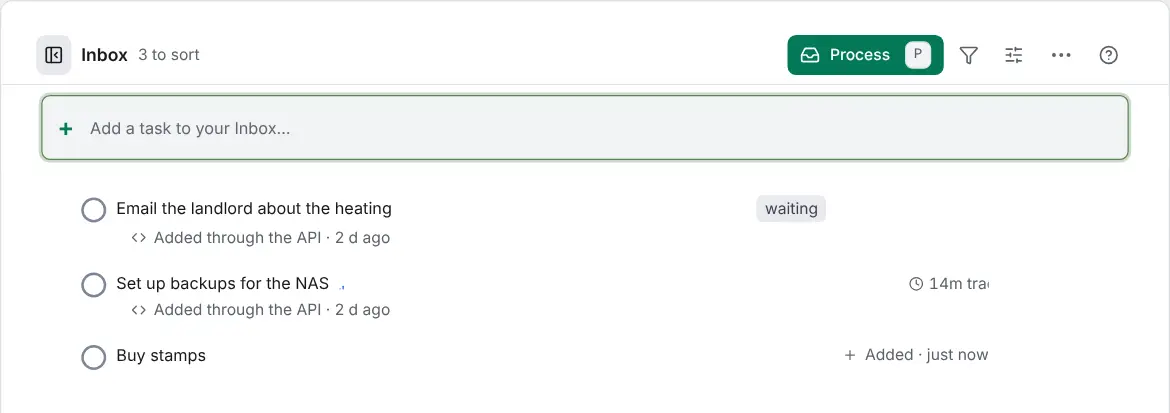 Inbox 3 to sort Process P
Add a task to your Inbox...
Email the landlord about the heating waiting
Added through the API · 2 d ago
Set up backups for the NAS 14m
Added through the API · 2 d ago
Buy stamps Added · just now